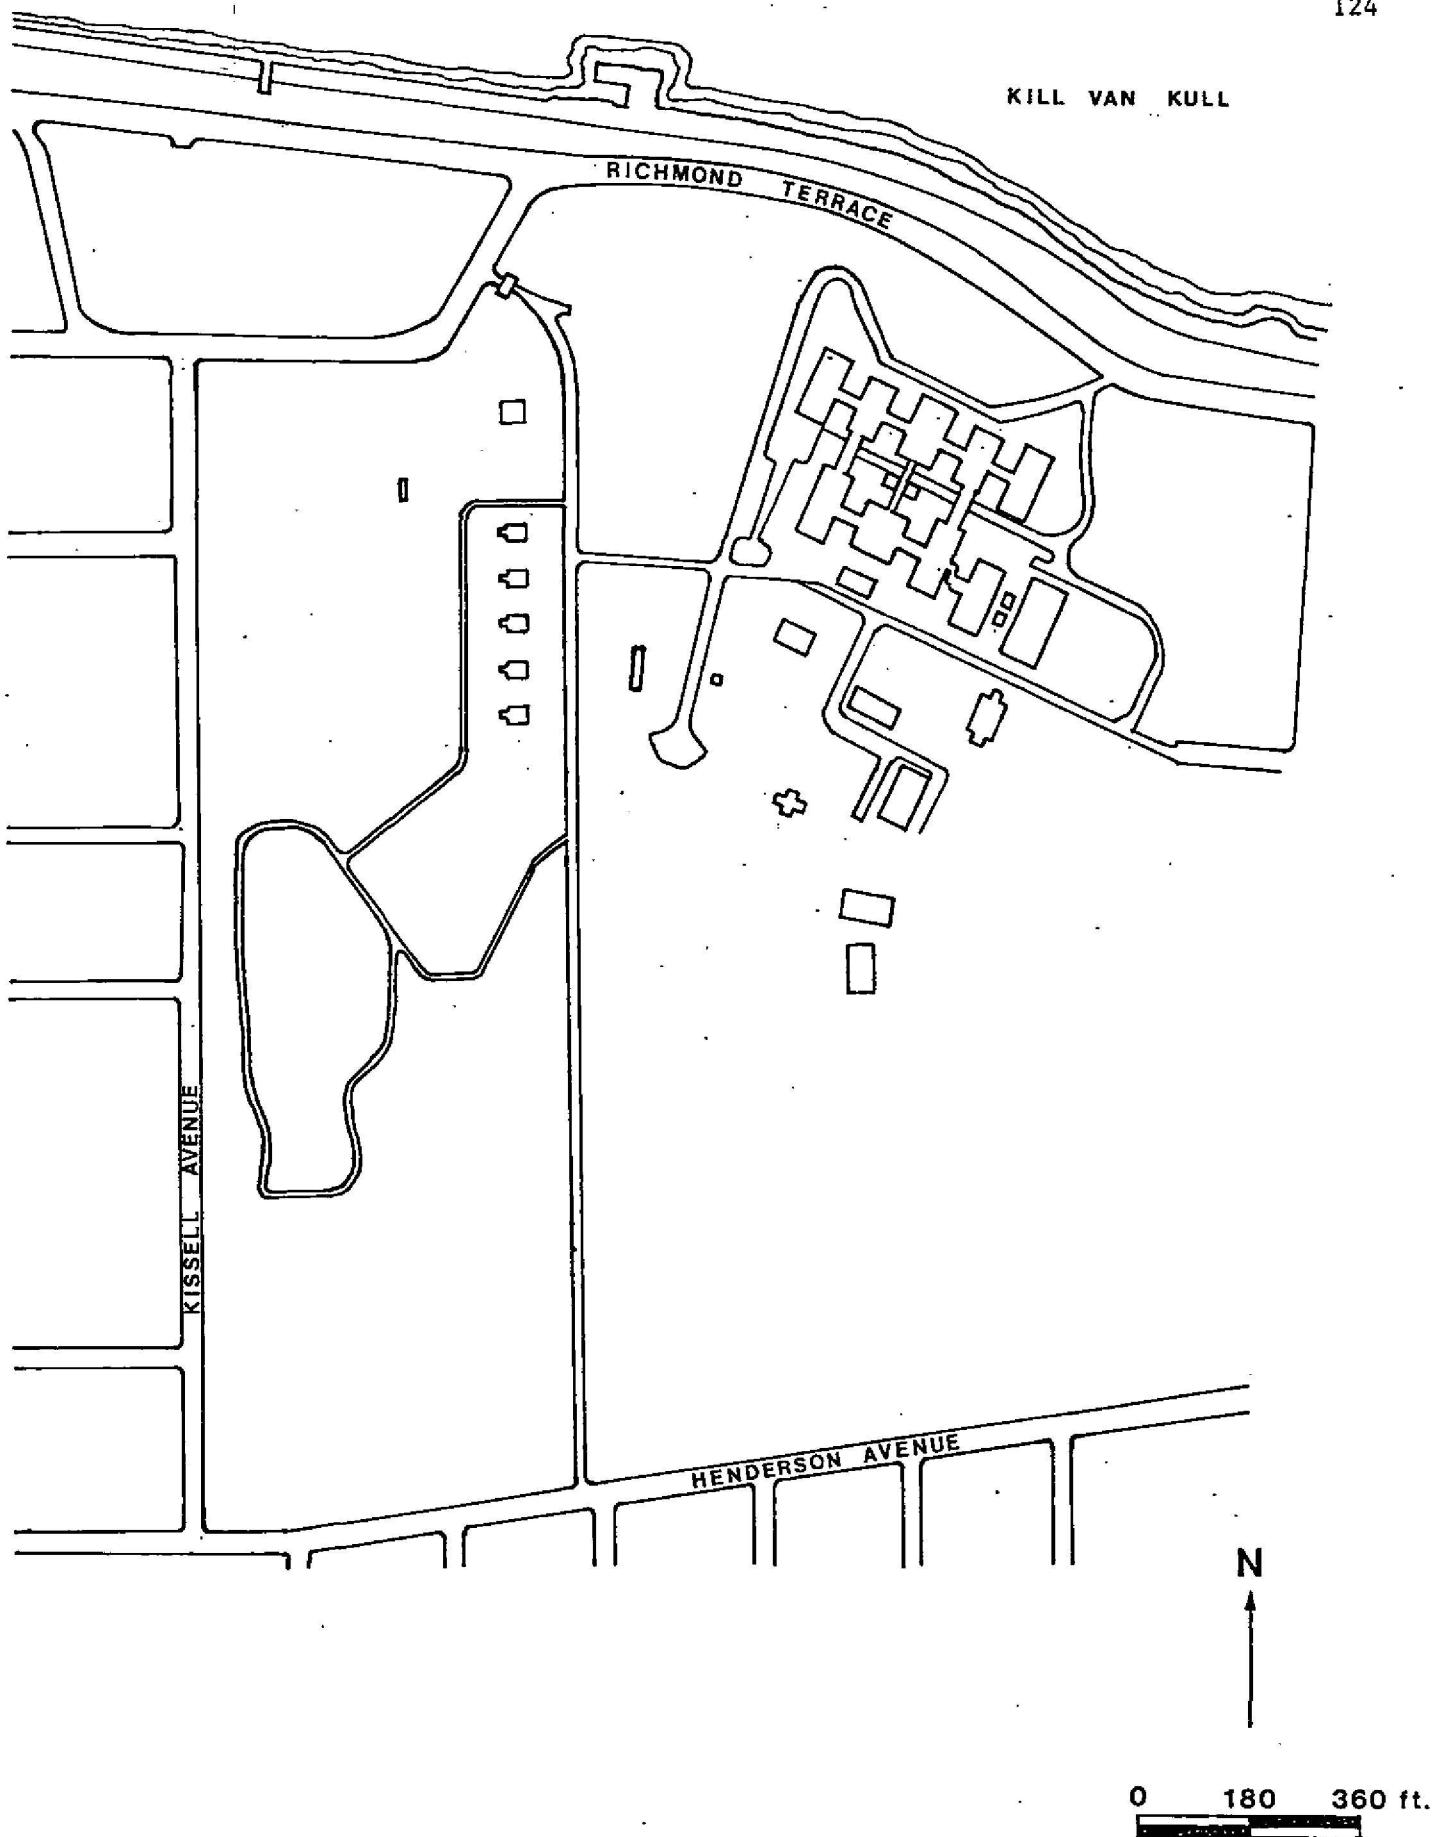 124
KILL VAN KULL
RICHMOND TERRACE
KISSELL AVENUE
HENDERSON AVENUE
N
0 180 360 ft.